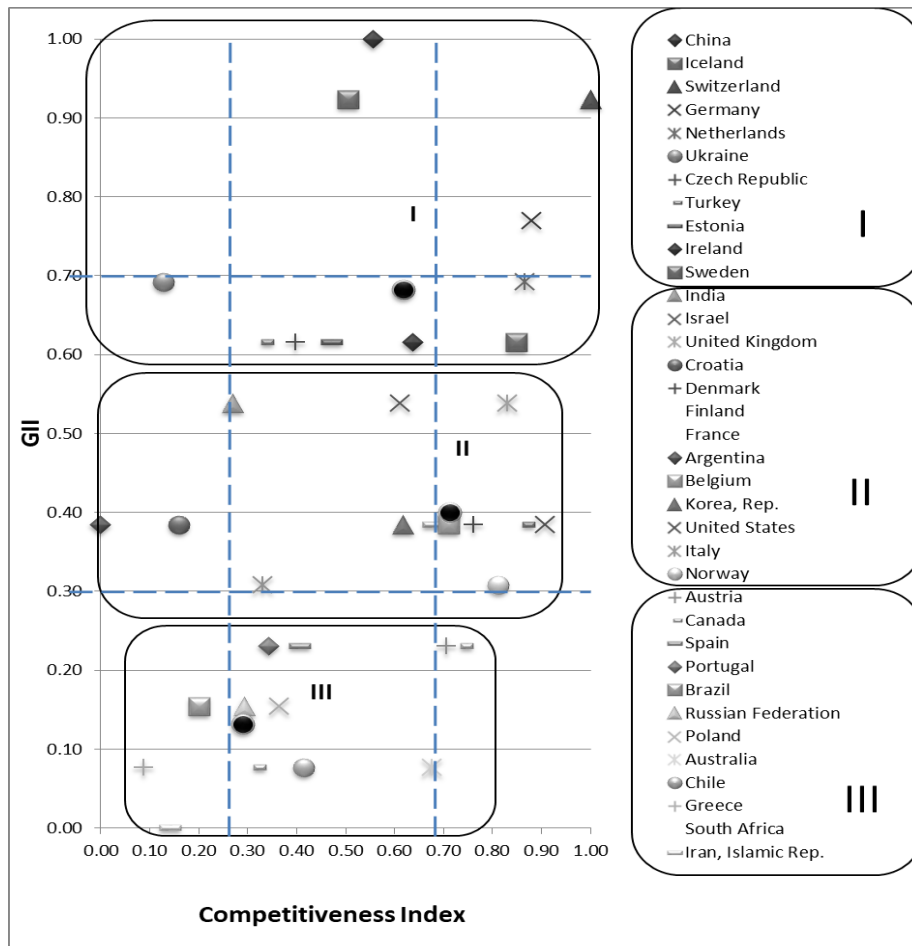 1.00
0.90
0.80
0.70
0.60
0.50
0.40
0.30
0.20
0.10
0.00
GII
I
II
III
0.00 0.10 0.20 0.30 0.40 0.50 0.60 0.70 0.80 0.90 1.00
Competitiveness Index
China
Iceland
Switzerland
Germany
Netherlands
Ukraine
Czech Republic
Turkey
Estonia
Ireland
Sweden
I
India
Israel
United Kingdom
Croatia
Denmark
Finland
France
Argentina
Belgium
Korea, Rep.
United States
Italy
Norway
II
Austria
Canada
Spain
Portugal
Brazil
Russian Federation
Poland
Australia
Chile
Greece
South Africa
Iran, Islamic Rep.
III